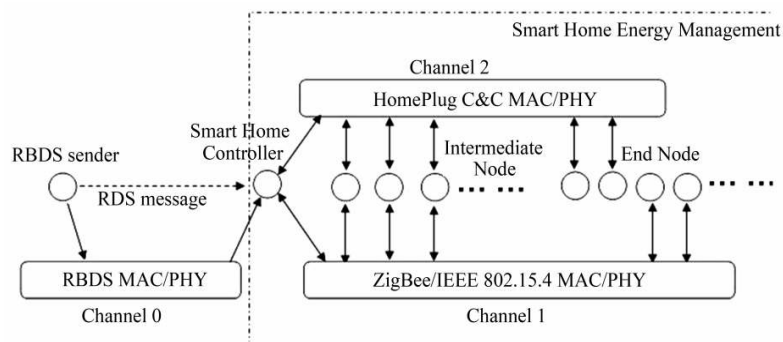 Smart Home Energy Management
Channel 2
HomePlug C&C MAC/PHY
Smart Home
Controller
RBDS sender
RDS message
Intermediate
Node
End Node
RBDS MAC/PHY
Channel 0
ZigBee/IEEE 802.15.4 MAC/PHY
Channel 1